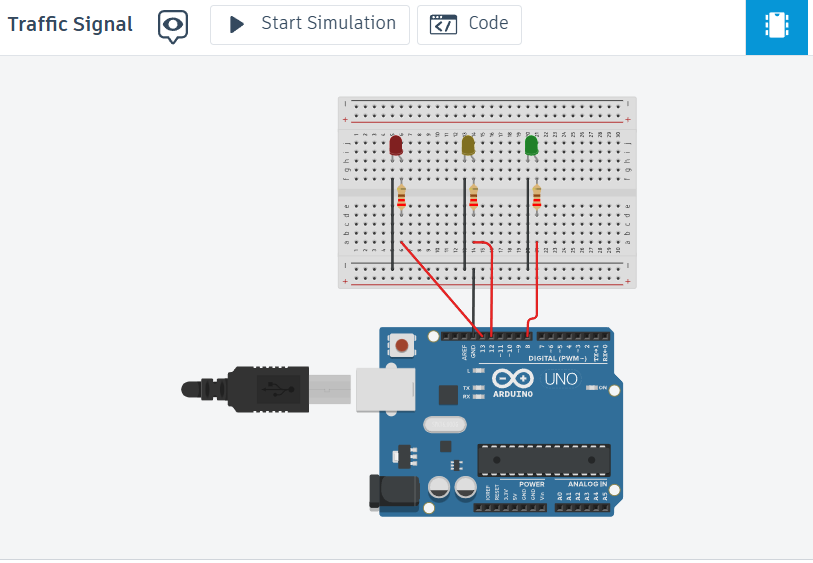 Traffic Signal
Start Simulation
Code
j
i
h
g
f
e
d
c
b
a
AREF
GND
13
12
~11
~10
~9
8
7
~6
~5
4
~3
2
TX→1
RX←0
DIGITAL (PWM~)
L
TX
RX
UNO
ARDUINO
ON
POWER
ANALOG IN
IOREF
RESET
3.3V
5V
GND
GND
Vin
A0
A1
A2
A3
A4
A5